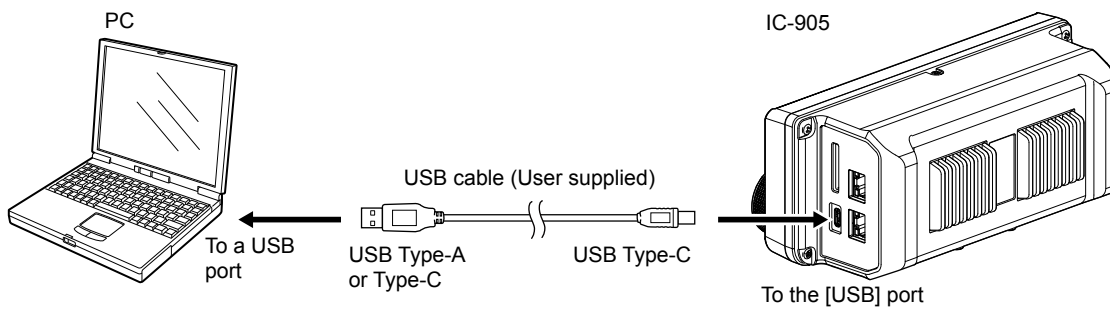 PC
IC-905
USB cable (User supplied)
To a USB
port
USB Type-A
or Type-C
USB Type-C
To the [USB] port